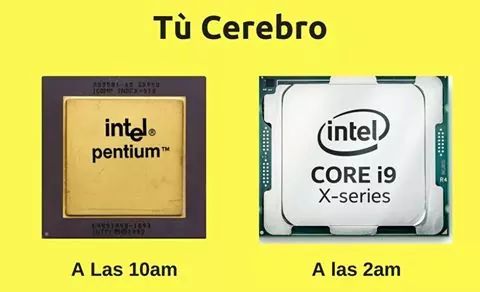 Tù Cerebro
intel®
pentium™
intel
CORE i9
X-series
A Las 10am
A las 2am